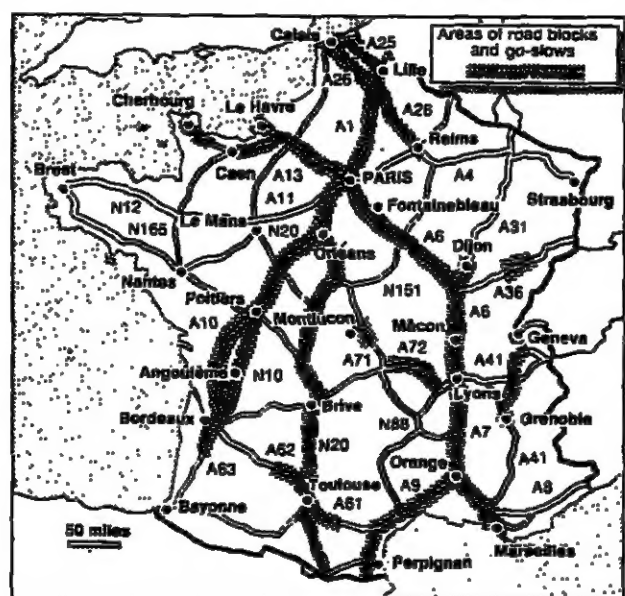 Areas of road blocks
and go-slows
Calais
A25
Lille
A26
Cherbourg
Le Havre
A1
A26
Reims
Caen
A13
PARIS
A4
Brest
A11
Strasbourg
N12
Le Mans
Fontainebleau
A31
N165
N20
A6
Orleans
Dijon
Nantes
N151
A36
Poitiers
A6
A10
Montlucon
Mâcon
Geneva
A72
A71
A41
Angoulême
N10
Lyons
Bordeaux
Brive
N88
Grenoble
A7
N20
A62
Orange
A41
A63
Toulouse
A9
A8
A61
Bayonne
50 miles
Marseilles
Perpignan